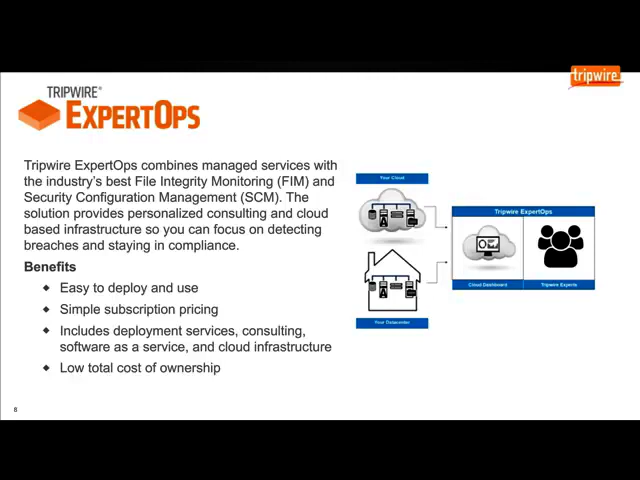 tripwire
TRIPWIRE®
EXPERTOPS
Tripwire ExpertOps combines managed services with
the industry's best File Integrity Monitoring (FIM) and
Security Configuration Management (SCM). The
solution provides personalized consulting and cloud
based infrastructure so you can focus on detecting
breaches and staying in compliance.
Benefits
Easy to deploy and use
Simple subscription pricing
Includes deployment services, consulting,
software as a service, and cloud infrastructure
Low total cost of ownership
Your Cloud
Your Datacenter
Tripwire ExpertOps
Cloud Dashboard
Tripwire Experts
8